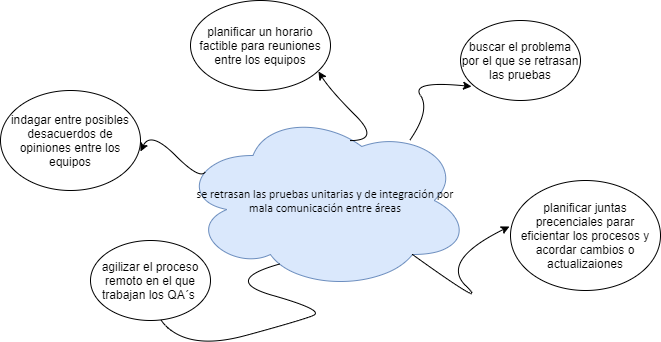 planificar un horario
factible para reuniones
entre los equipos
buscar el problema
por el que se retrasan
las pruebas
indagar entre posibles
desacuerdos de
opiniones entre los
equipos
se retrasan las pruebas unitarias y de integración por
mala comunicación entre áreas
planificar juntas
precenciales parar
eficientar los procesos y
acordar cambios o
actualizaiones
agilizar el proceso
remoto en el que
trabajan los QA´s